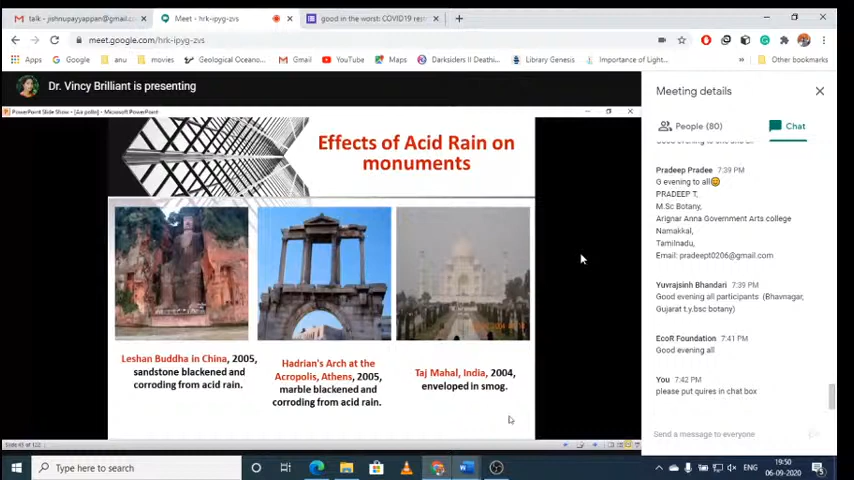 talk - jishnupayyappan@gmail.c
Meet - hrk-ipyg-zvs
good in the worst: COVID19 res
meet.google.com/hrk-ipyg-zvs
Apps
Google
anu
movies
Geological Oceano...
Gmail
YouTube
Maps
Darksiders II Deathi...
Library Genesis
Importance of Light...
»
Other bookmarks
Dr. Vincy Brilliant is presenting
Effects of Acid Rain on
monuments
Leshan Buddha in China, 2005,
sandstone blackened and
corroding from acid rain.
Hadrian's Arch at the
Acropolis, Athens, 2005,
marble blackened and
corroding from acid rain.
Taj Mahal, India, 2004,
enveloped in smog.
Meeting details
People (80)
Chat
Pradeep Pradee 7:39 PM
G evening to all😊
PRADEEP T,
M.Sc Botany,
Arignar Anna Government Arts college
Namakkal,
Tamilnadu,
Email: pradeept0206@gmail.com
Yuvrajsinh Bhandari 7:39 PM
Good evening all participants (Bhavnagar,
Gujarat t.y.bsc botany)
EcoR Foundation 7:41 PM
Good evening all
You 7:42 PM
please put quires in chat box
Send a message to everyone
Type here to search
ENG
19:50
06-09-2020